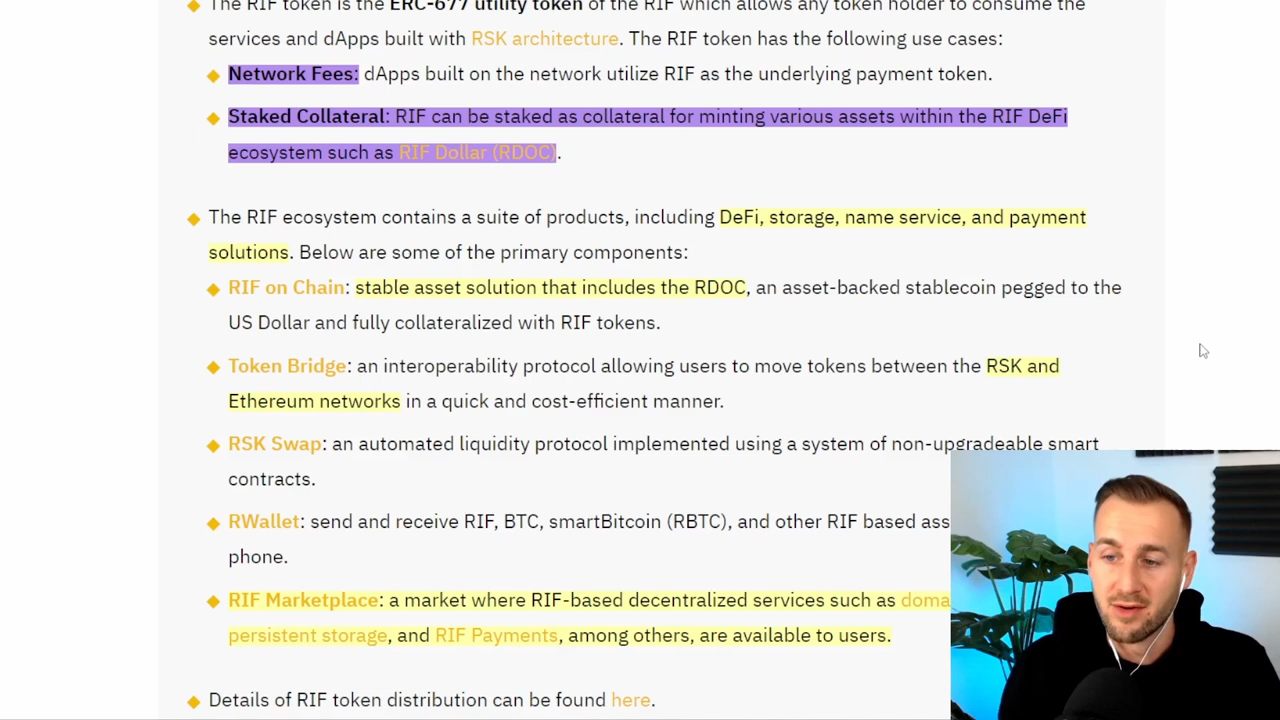 The RIF token is the ERC-677 utility token of the RIF which allows any token holder to consume the
services and dApps built with RSK architecture. The RIF token has the following use cases:
Network Fees: dApps built on the network utilize RIF as the underlying payment token.
Staked Collateral: RIF can be staked as collateral for minting various assets within the RIF DeFi
ecosystem such as RIF Dollar (RDOC).
The RIF ecosystem contains a suite of products, including DeFi, storage, name service, and payment
solutions. Below are some of the primary components:
RIF on Chain: stable asset solution that includes the RDOC, an asset-backed stablecoin pegged to the
US Dollar and fully collateralized with RIF tokens.
Token Bridge: an interoperability protocol allowing users to move tokens between the RSK and
Ethereum networks in a quick and cost-efficient manner.
RSK Swap: an automated liquidity protocol implemented using a system of non-upgradeable smart
contracts.
RWallet: send and receive RIF, BTC, smartBitcoin (RBTC), and other RIF based
phone.
RIF Marketplace: a market where RIF-based decentralized services such as
persistent storage, and RIF Payments, among others, are available to users.
Details of RIF token distribution can be found here.